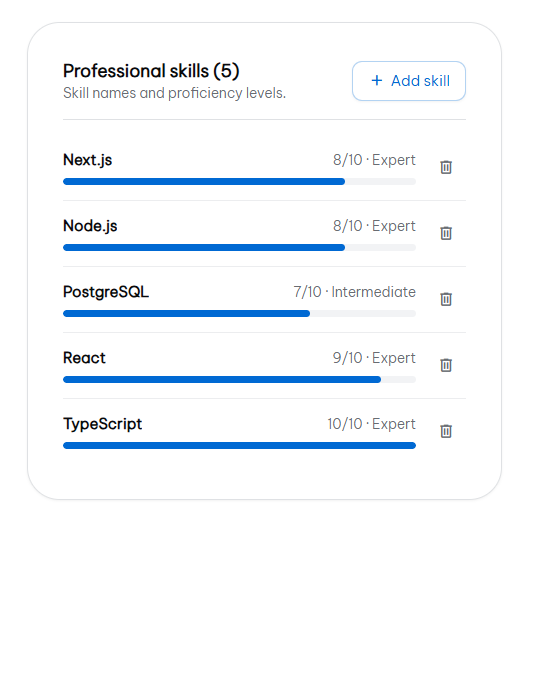 Professional skills (5)
Skill names and proficiency levels.
+ Add skill
Next.js 8/10 · Expert
Node.js 8/10 · Expert
PostgreSQL 7/10 · Intermediate
React 9/10 · Expert
TypeScript 10/10 · Expert